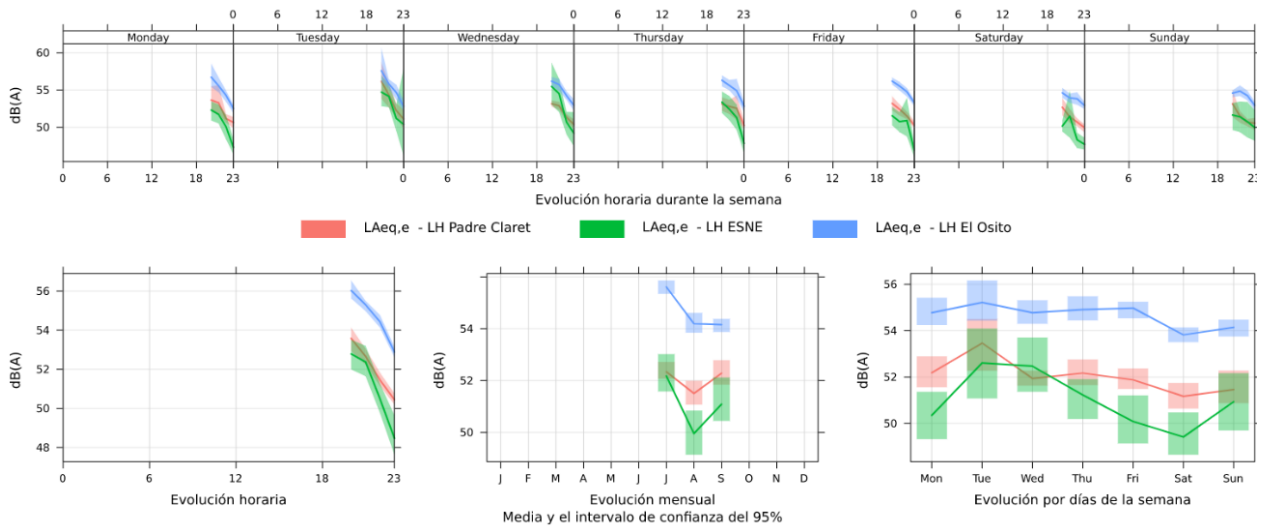 0 6 12 18 0 6 12 18 0 6 12 18 23
Monday Tuesday Wednesday Thursday Friday Saturday Sunday
60
55
50
dB(A)
0 6 12 18 23 0 6 12 18 23 0 6 12 18 23 0 6 12 18 23
Evolución horaria durante la semana
LAeq,e - LH Padre Claret LAeq,e - LH ESNE LAeq,e - LH El Osito
56
54
52
50
48
dB(A)
0 6 12 18 23
Evolución horaria
54
52
50
dB(A)
J F M A M J J A S O N D
Evolución mensual
Media y el intervalo de confianza del 95%
56
54
52
50
dB(A)
Mon Tue Wed Thu Fri Sat Sun
Evolución por días de la semana